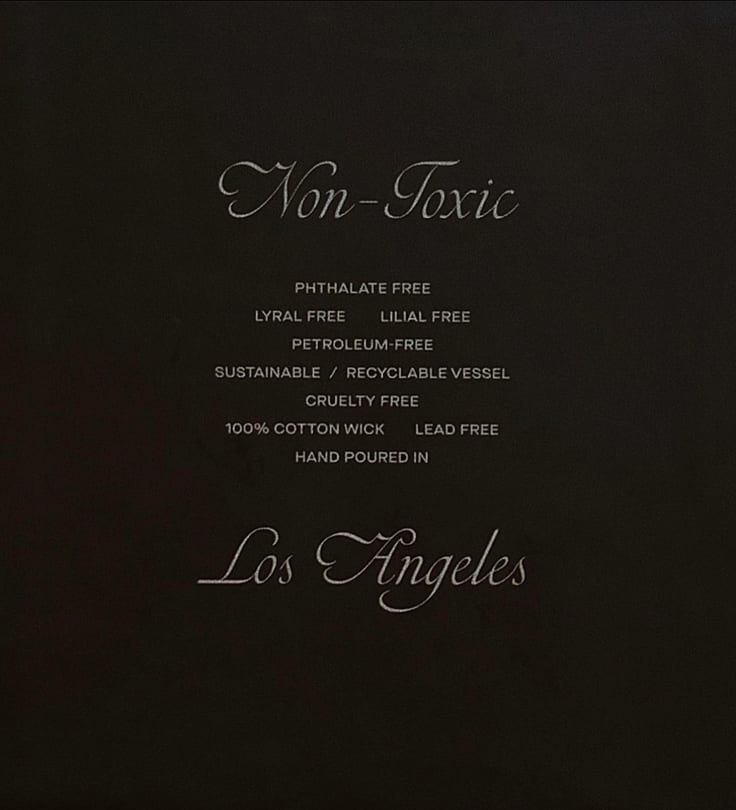 Non-Toxic
PHTHALATE FREE
LYRAL FREE LILIAL FREE
PETROLEUM-FREE
SUSTAINABLE / RECYCLABLE VESSEL
CRUELTY FREE
100% COTTON WICK LEAD FREE
HAND POURED IN
Los Angeles